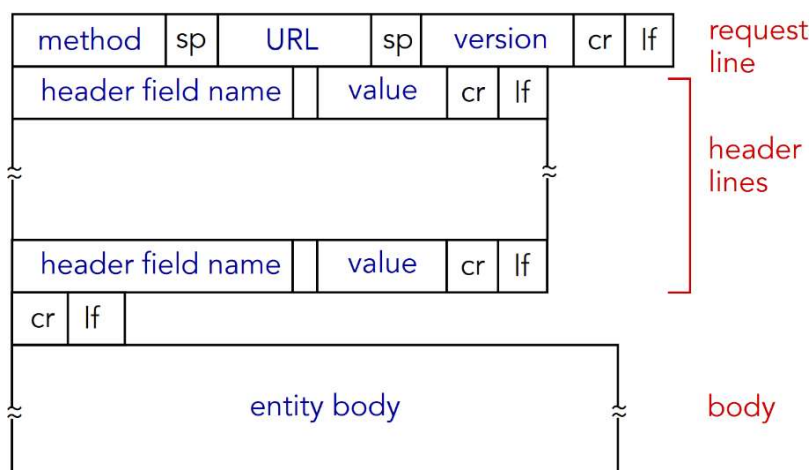 method sp URL sp version cr lf request
line
header field name value cr lf
header
lines
header field name value cr lf
cr lf
entity body body